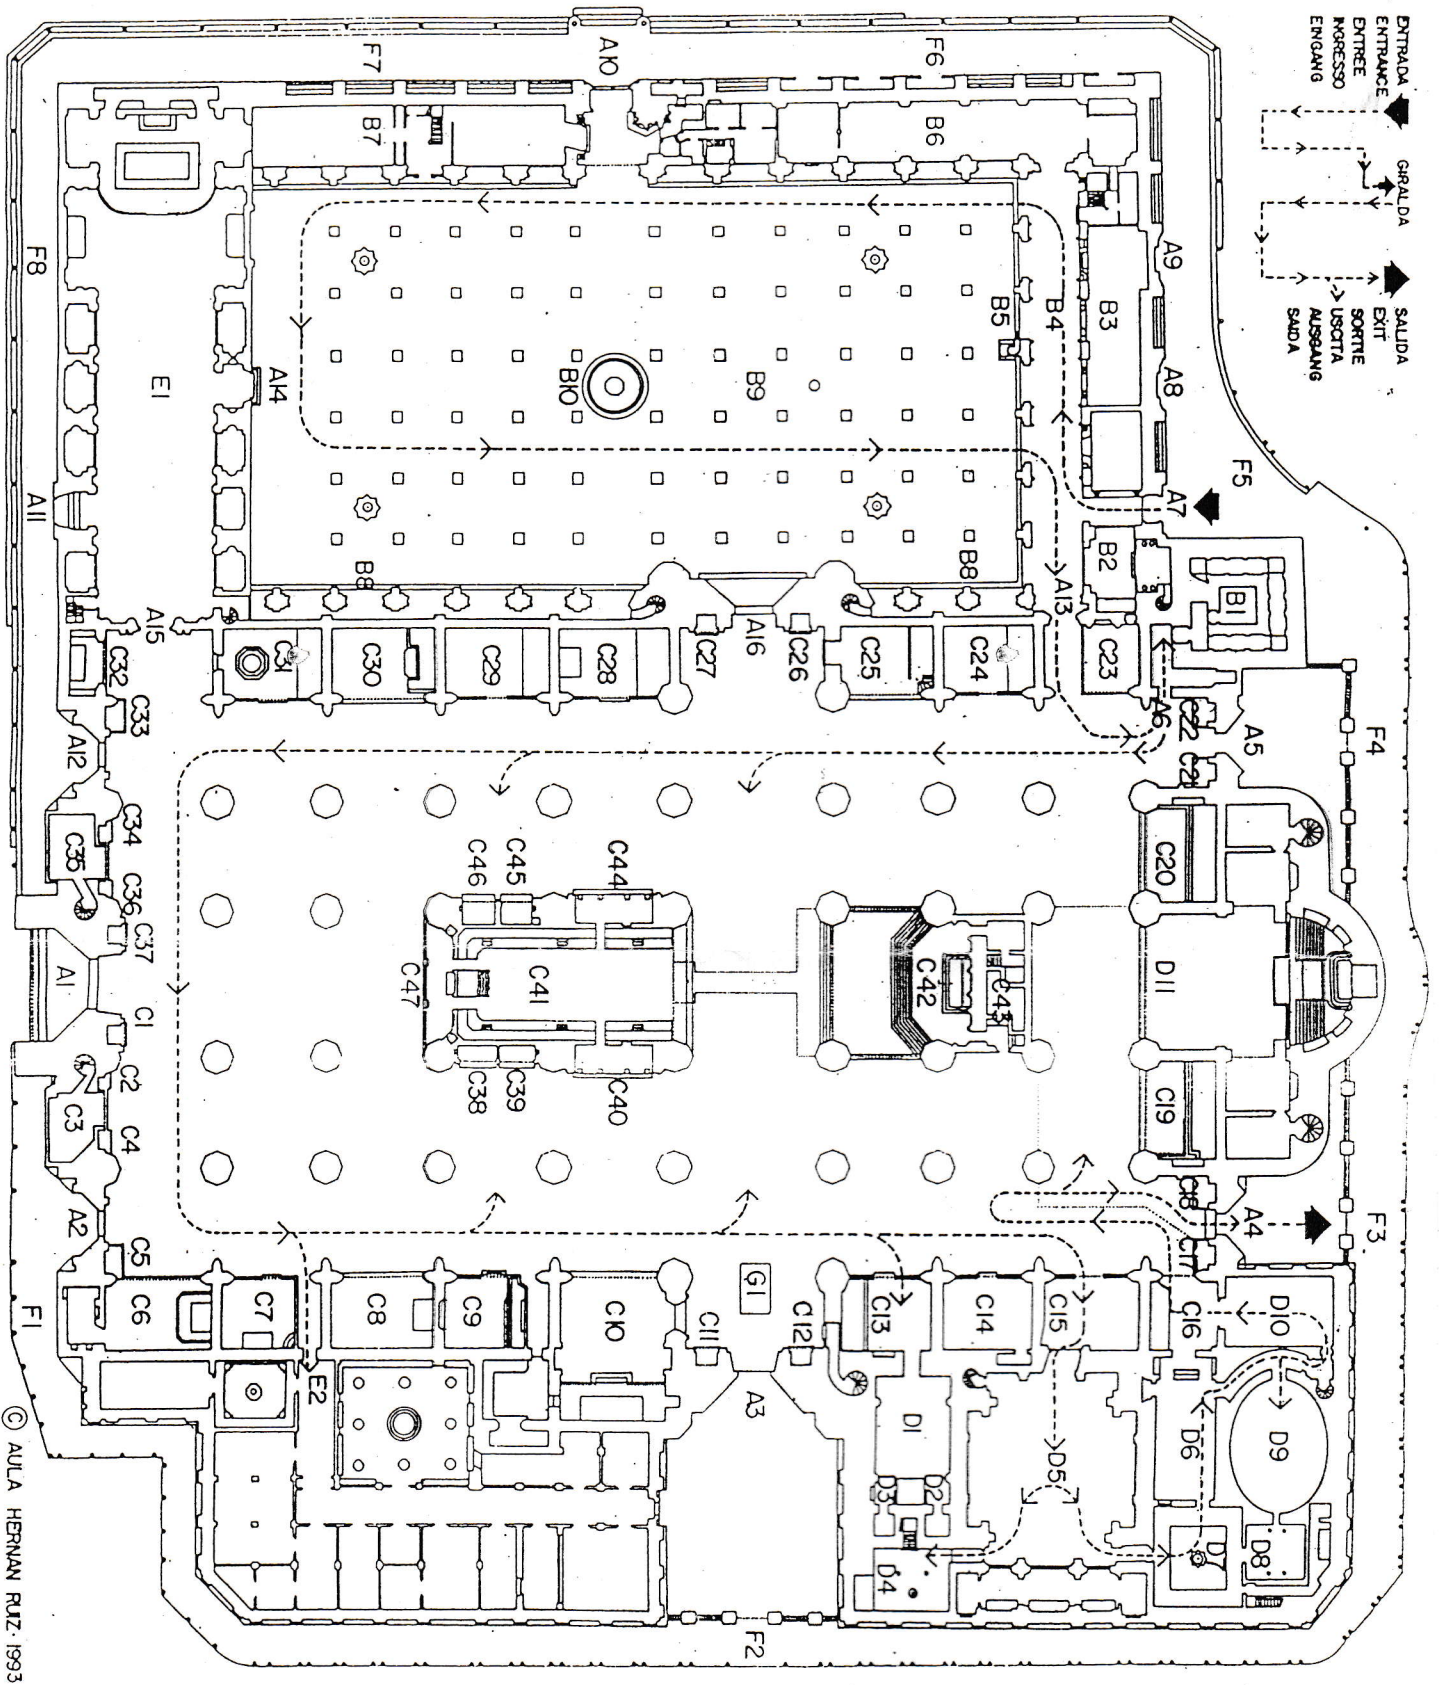 ENTRADA
ENTRANCE
ENTREE
INGRESSO
EINGANG
GIRALDA
SALIDA
EXIT
SORTIE
USCITA
AUSGANG
SAIDA
F7
A10
F6
B7
B6
F8
A9
B3
B4
B5
A8
E1
A14
B10
B9
F5
A11
A7
B2
B8
B8
A13
B1
A15
A16
C32
C31
C30
C29
C28
C27
C26
C25
C24
C23
C33
A12
A6
C22
C21
A5
F4
C34
C35
C36
C37
C46
C45
C44
C20
A1
C47
C41
C42
C43
D11
C1
C2
C3
C4
C38
C39
C40
C19
A2
C5
C18
A4
F3
C17
F1
C6
C7
C8
C9
C10
G1
C11
C12
C13
C14
C15
C16
D10
E2
A3
D1
D2
D3
D4
D5
D6
D7
D8
D9
F2
© AULA HERNAN RUIZ · 1993